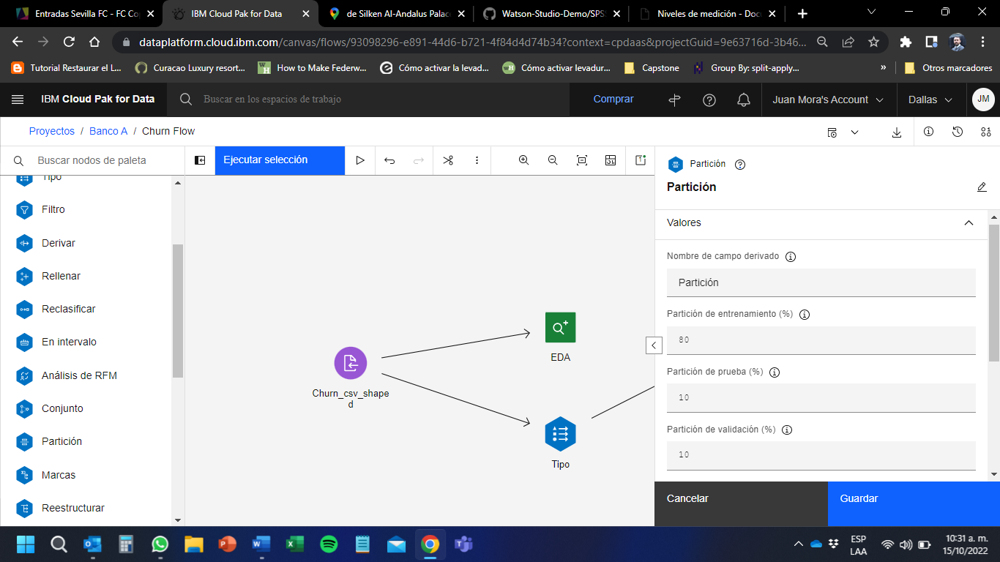 Entradas Sevilla FC - FC Co
IBM Cloud Pak for Data
de Silken Al-Andalus Palac
Watson-Studio-Demo/SPS
Niveles de medición - Doc
dataplatform.cloud.ibm.com/canvas/flows/93098296-e891-44d6-b721-4f84d4d74b34?context=cpdaas&projectGuid=9e63716d-3b46...
Tutorial Restaurar el L...
Curacao Luxury resort...
How to Make Federw...
Cómo activar la levad...
Cómo activar levadur...
Capstone
Group By: split-apply...
»
Otros marcadores
IBM Cloud Pak for Data
Buscar en los espacios de trabajo
Comprar
Juan Mora's Account
Dallas
JM
Proyectos / Banco A / Churn Flow
Buscar nodos de paleta
Ejecutar selección
Tipo
Filtro
Derivar
Rellenar
Reclasificar
En intervalo
Análisis de RFM
Conjunto
Partición
Marcas
Reestructurar
Churn_csv_shape
d
EDA
Tipo
Partición
Partición
Valores
Nombre de campo derivado
Partición
Partición de entrenamiento (%)
80
Partición de prueba (%)
10
Partición de validación (%)
10
Cancelar
Guardar
ESP
LAA
10:31 a. m.
15/10/2022